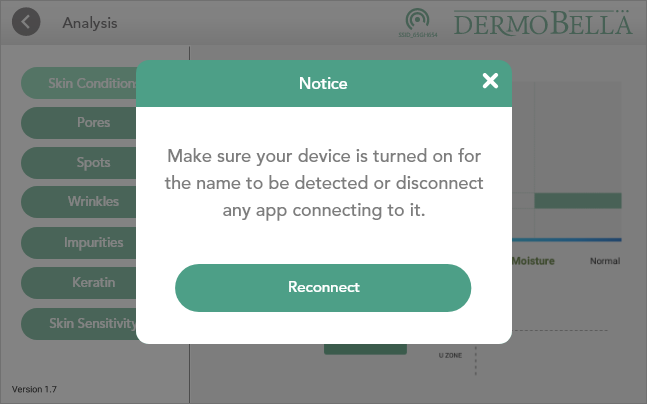 Analysis
DERMOBELLA
Notice
Make sure your device is turned on for
the name to be detected or disconnect
any app connecting to it.
Reconnect
Skin Condition
Pores
Spots
Wrinkles
Impurities
Keratin
Skin Sensitivity
Moisture
Normal
U ZONE
Version 1.7